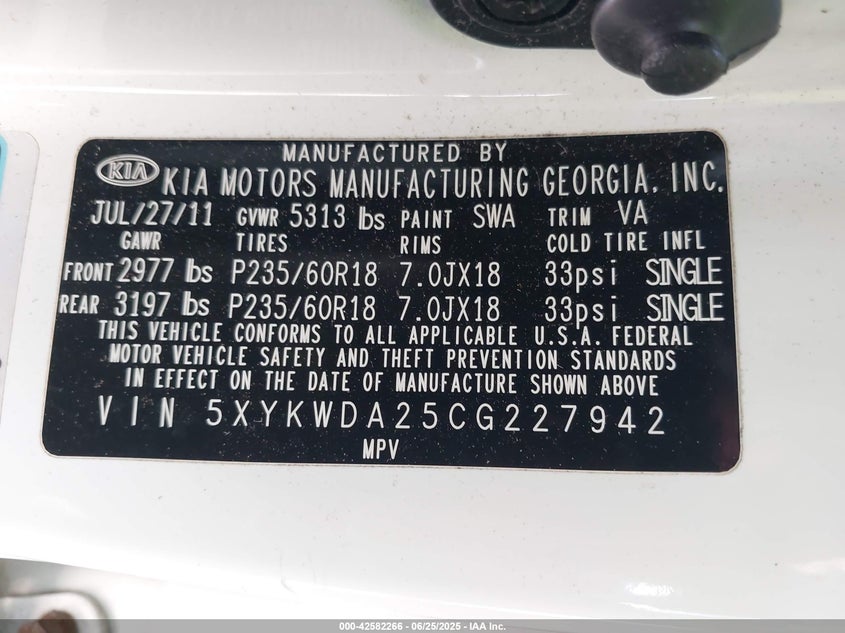 MANUFACTURED BY
KIA KIA MOTORS MANUFACTURING GEORGIA, INC.
JUL/27/11 GVWR 5313 lbs PAINT SWA TRIM VA
GAWR TIRES RIMS COLD TIRE INFL
FRONT 2977 lbs P235/60R18 7.0JX18 33psi SINGLE
REAR 3197 lbs P235/60R18 7.0JX18 33psi SINGLE
THIS VEHICLE CONFORMS TO ALL APPLICABLE U.S.A. FEDERAL
MOTOR VEHICLE SAFETY AND THEFT PREVENTION STANDARDS
IN EFFECT ON THE DATE OF MANUFACTURE SHOWN ABOVE
VIN 5XYKWDA25CG227942
MPV
000-42582266 - 06/25/2025 - IAA Inc.